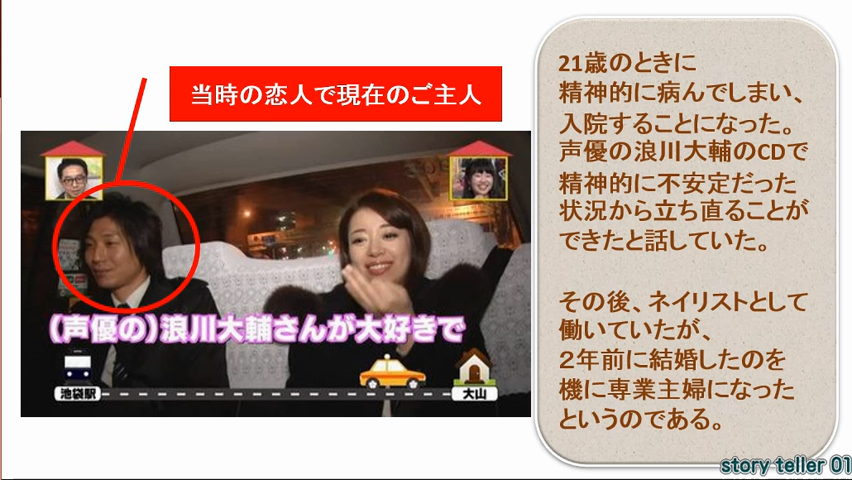 当時の恋人で現在のご主人
(声優の)浪川大輔さんが大好きで
池袋駅
大山
21歳のときに
精神的に病んでしまい、
入院することになった。
声優の浪川大輔のCDで
精神的に不安定だった
状況から立ち直ることが
できたと話していた。
その後、ネイリストとして
働いていたが、
２年前に結婚したのを
機に専業主婦になった
というのである。
story teller 01